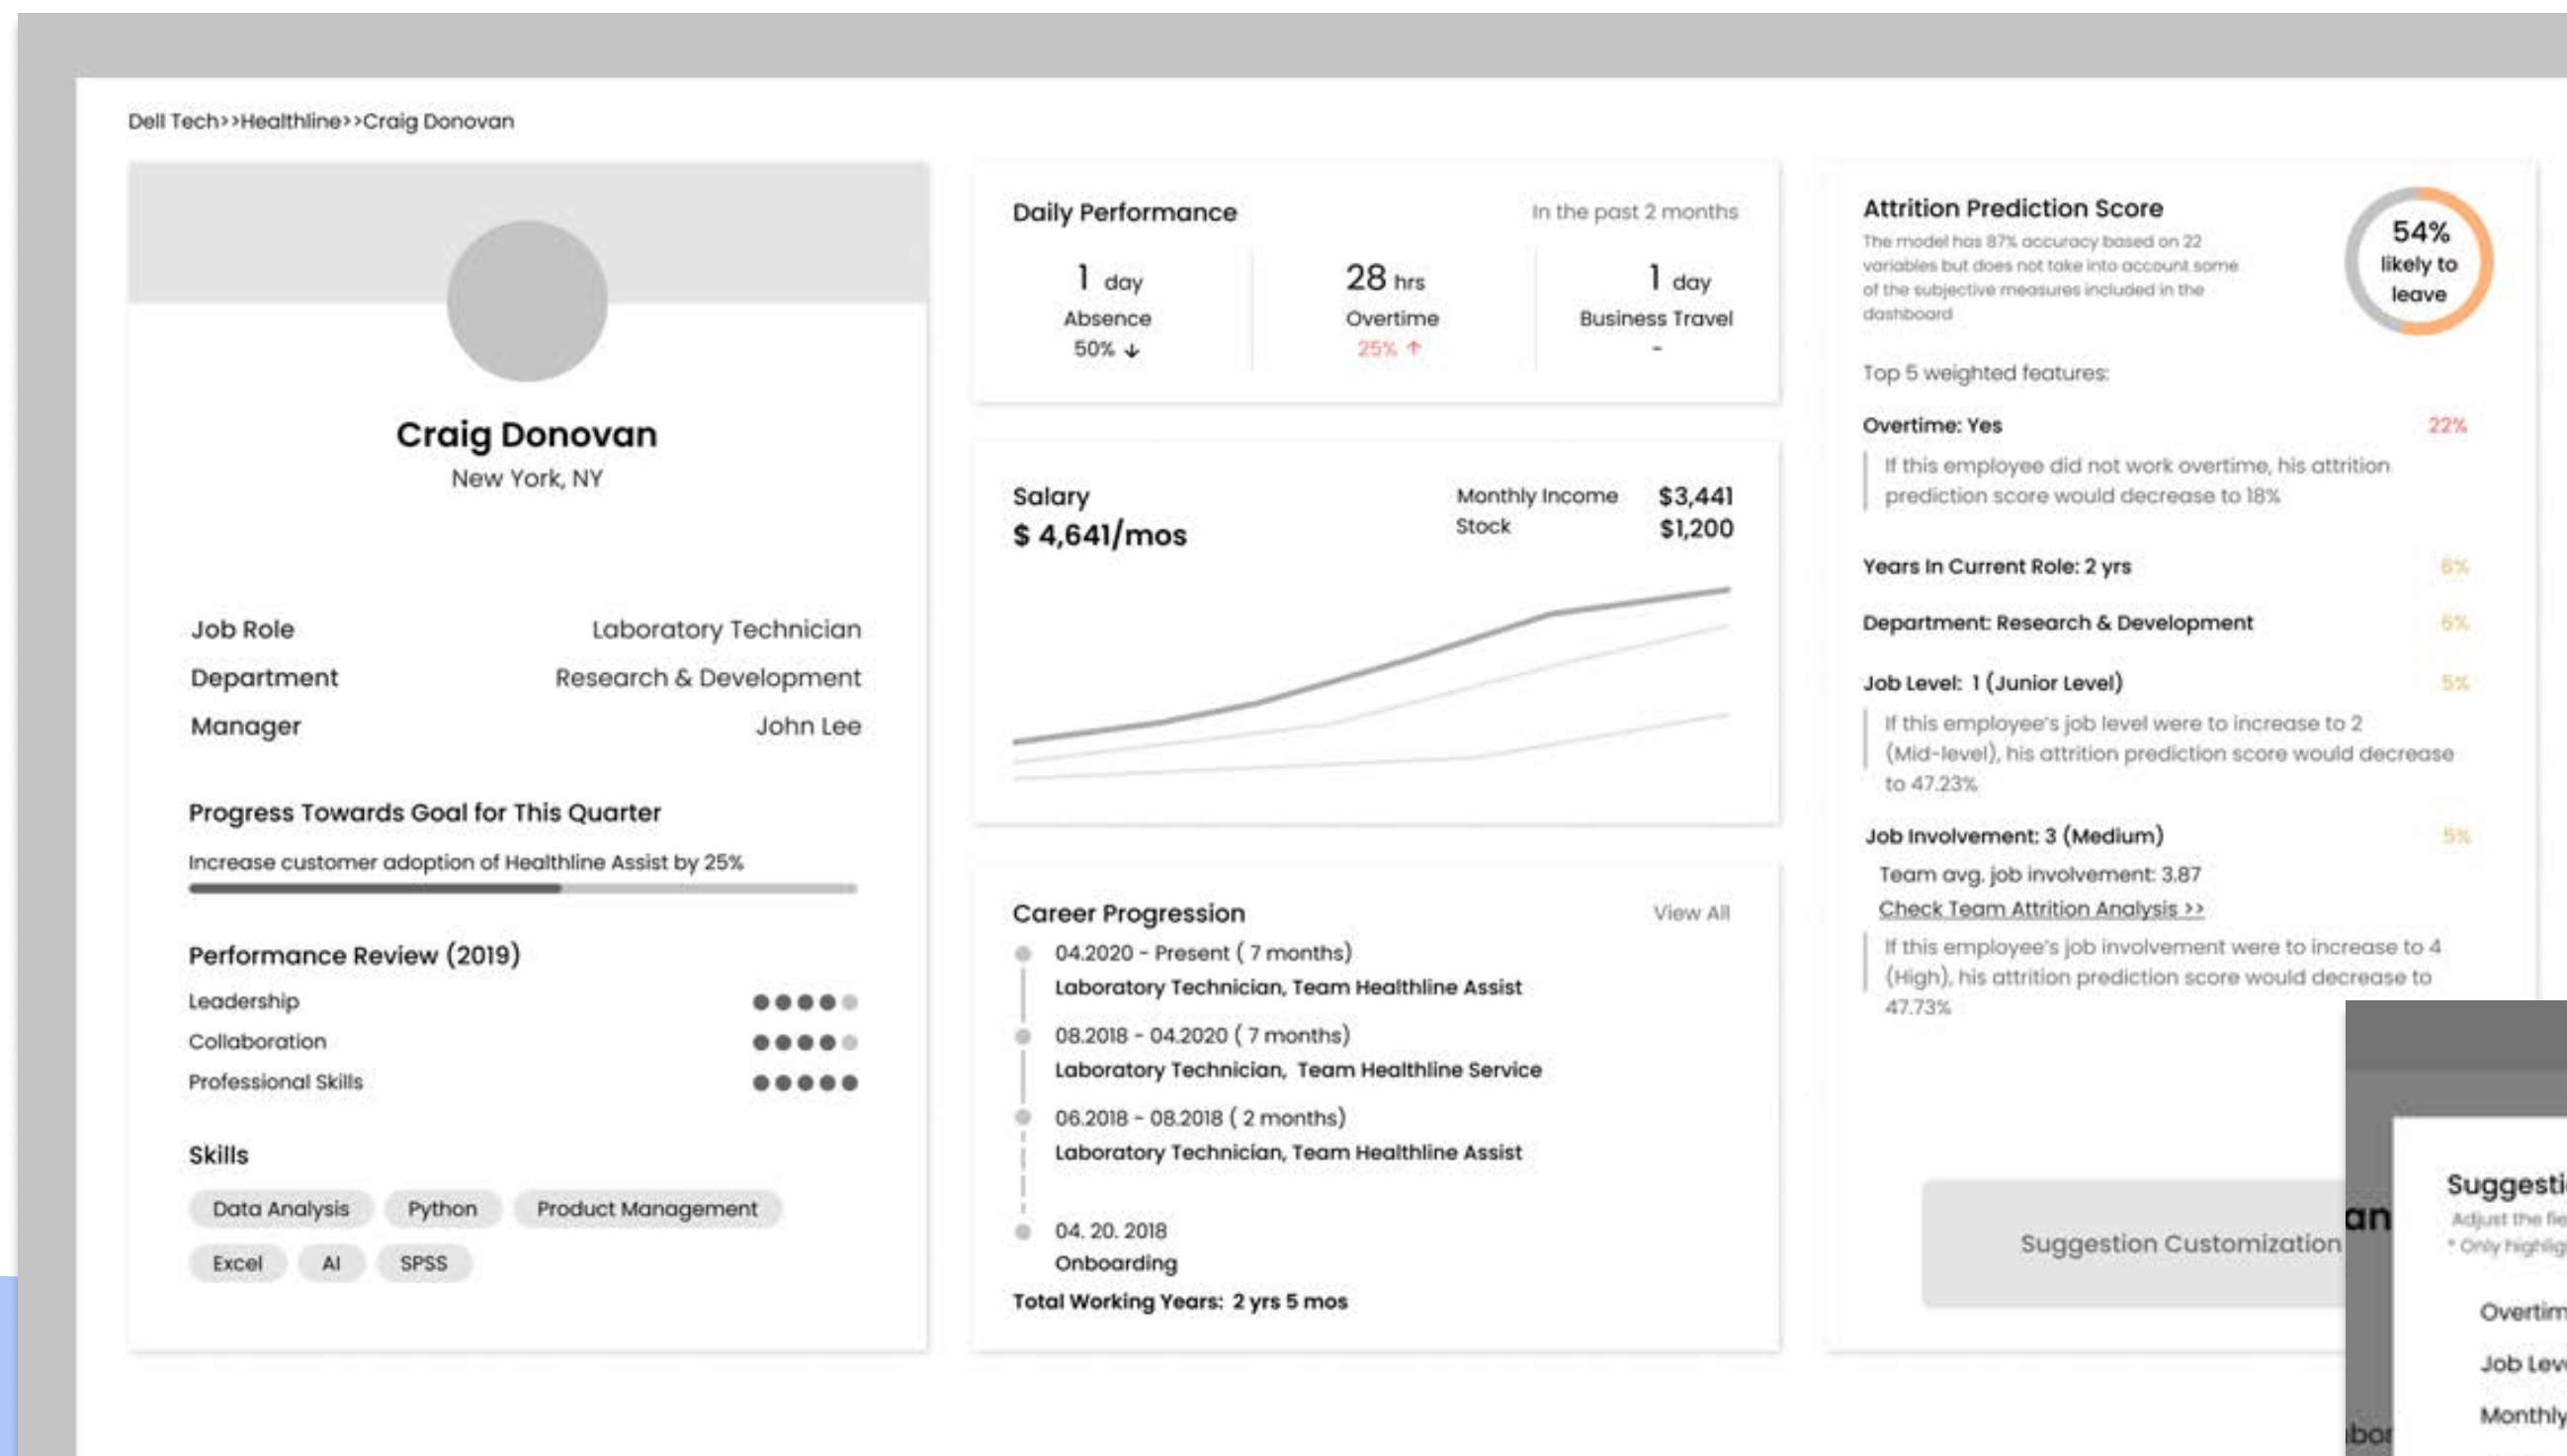 Dell Tech>>Healthline>>Craig Donovan
Craig Donovan
New York, NY
Job Role Laboratory Technician
Department Research & Development
Manager John Lee
Progress Towards Goal for This Quarter
Increase customer adoption of Healthline Assist by 25%
Performance Review (2019)
Leadership
Collaboration
Professional Skills
Skills
Data Analysis Python Product Management
Excel AI SPSS
Daily Performance In the past 2 months
1 day 28 hrs 1 day
Absence Overtime Business Travel
50% ↓ 25% ↑ -
Salary Monthly Income $3,441
$ 4,641/mos Stock $1,200
Career Progression View All
04.2020 - Present ( 7 months)
Laboratory Technician, Team Healthline Assist
08.2018 - 04.2020 ( 7 months)
Laboratory Technician, Team Healthline Service
06.2018 - 08.2018 ( 2 months)
Laboratory Technician, Team Healthline Assist
04. 20. 2018
Onboarding
Total Working Years: 2 yrs 5 mos
Attrition Prediction Score
The model has 87% accuracy based on 22
variables but does not take into account some
of the subjective measures included in the
dashboard
54%
likely to
leave
Top 5 weighted features:
Overtime: Yes 22%
If this employee did not work overtime, his attrition
prediction score would decrease to 18%
Years In Current Role: 2 yrs
Department: Research & Development
Job Level: 1 (Junior Level) 5%
If this employee's job level were to increase to 2
(Mid-level), his attrition prediction score would decrease
to 47.23%
Job Involvement: 3 (Medium) 5%
Team avg. job involvement: 3.87
Check Team Attrition Analysis >>
If this employee's job involvement were to increase to 4
(High), his attrition prediction score would decrease to
47.73%
Suggestion Customization
an
Suggesti
Adjust the fie
* Only highlig
Overtim
Job Lev
Monthly
bor